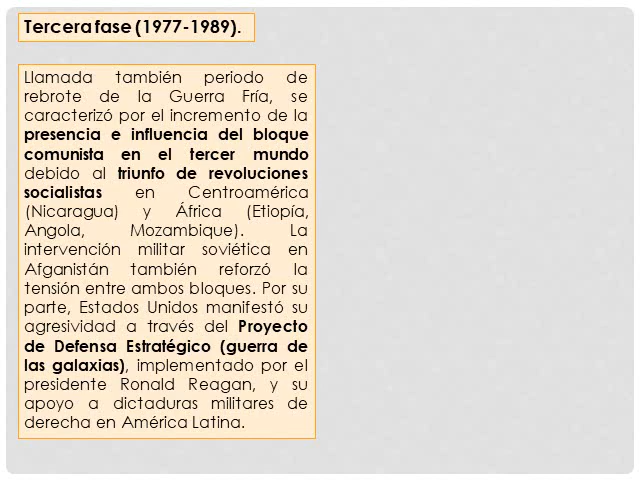 Tercera fase (1977-1989).
Llamada también periodo de
rebrote de la Guerra Fría, se
caracterizó por el incremento de la
presencia e influencia del bloque
comunista en el tercer mundo
debido al triunfo de revoluciones
socialistas en Centroamérica
(Nicaragua) y África (Etiopía,
Angola, Mozambique). La
intervención militar soviética en
Afganistán también reforzó la
tensión entre ambos bloques. Por su
parte, Estados Unidos manifestó su
agresividad a través del Proyecto
de Defensa Estratégico (guerra de
las galaxias), implementado por el
presidente Ronald Reagan, y su
apoyo a dictaduras militares de
derecha en América Latina.